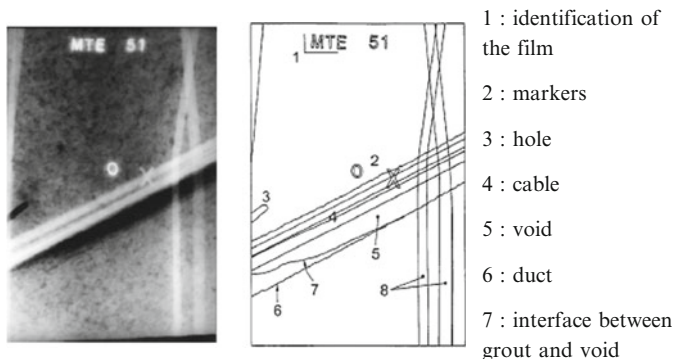 MTE 51
MTE 51
1
2
3
4
5
6
7
8
1 : identification of
the film
2 : markers
3 : hole
4 : cable
5 : void
6 : duct
7 : interface between
grout and void